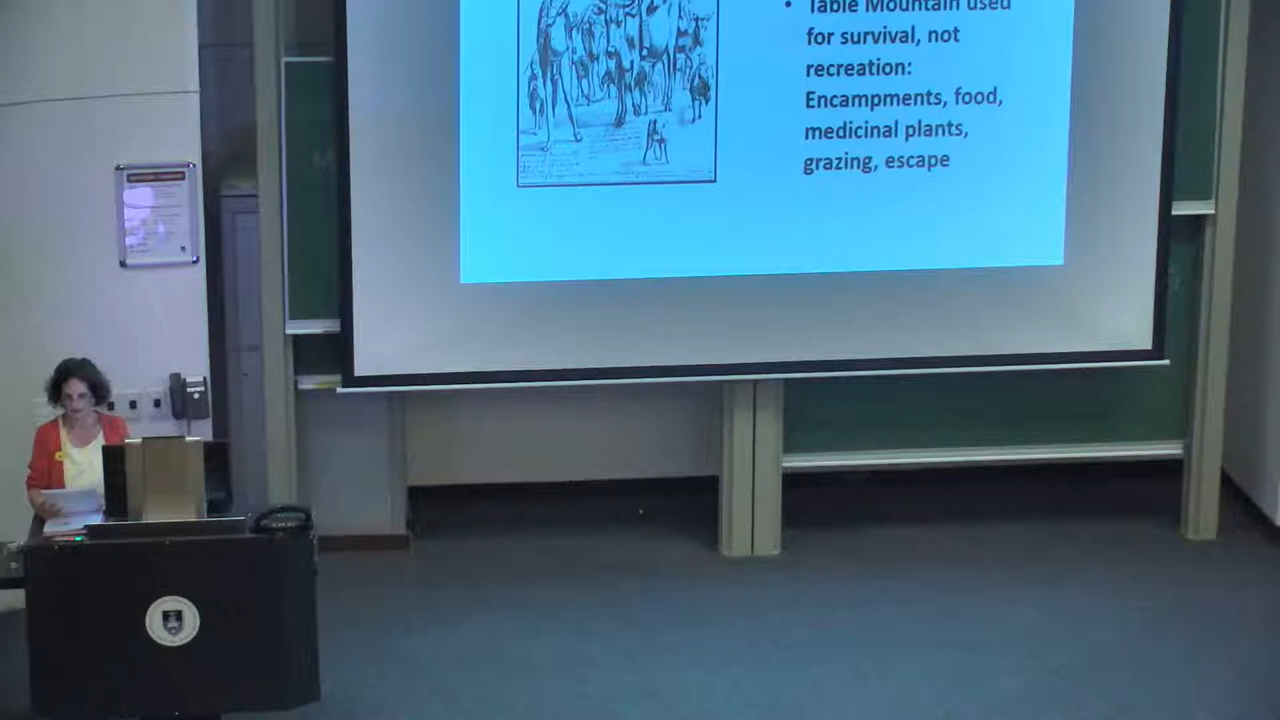 • Table Mountain used
for survival, not
recreation:
Encampments, food,
medicinal plants,
grazing, escape